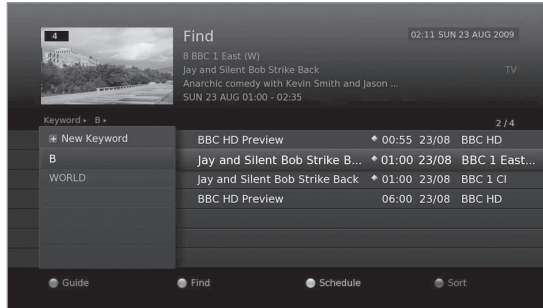 4
Find
02:11 SUN 23 AUG 2009
8 BBC 1 East (W)
Jay and Silent Bob Strike Back
TV
Anarchic comedy with Kevin Smith and Jason ...
SUN 23 AUG 01:00 - 02:35
Keyword ▸ B ▸
2 / 4
New Keyword
B
WORLD
BBC HD Preview 00:55 23/08 BBC HD
Jay and Silent Bob Strike B... 01:00 23/08 BBC 1 East...
Jay and Silent Bob Strike Back 01:00 23/08 BBC 1 CI
BBC HD Preview 06:00 23/08 BBC HD
Guide Find Schedule Sort